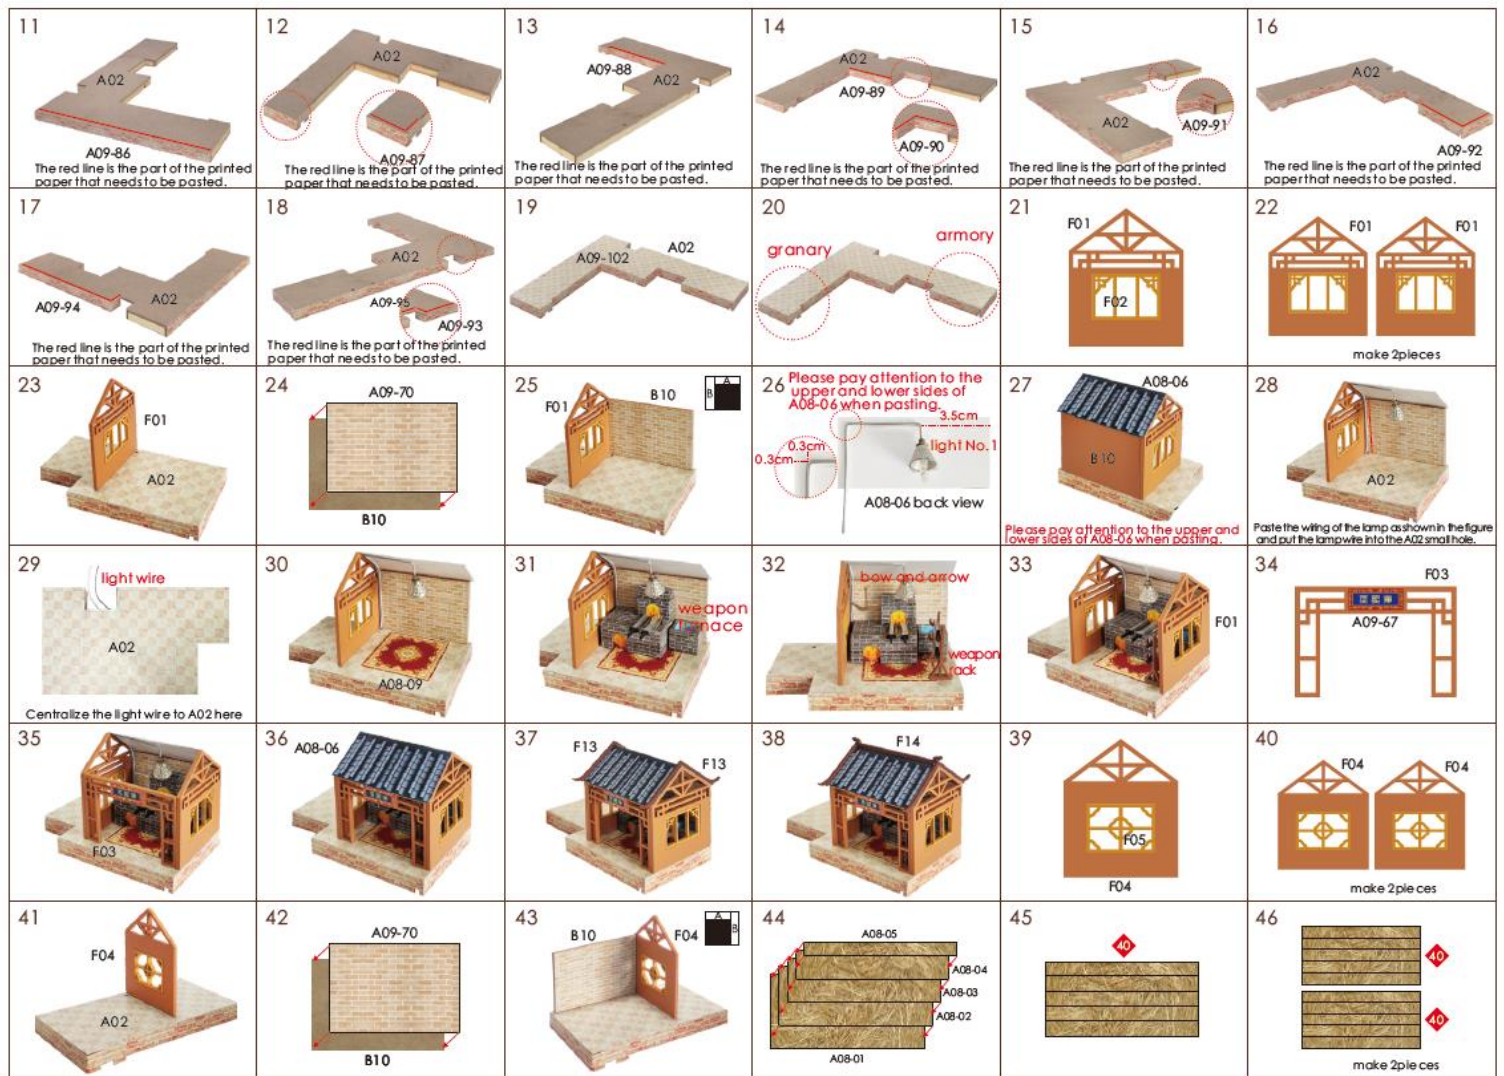 11
A02
A09-86
The red line is the part of the printed
paper that needs to be pasted.
12
A02
A09-87
The red line is the part of the printed
paper that needs to be pasted.
13
A09-88
A02
The red line is the part of the printed
paper that needs to be pasted.
14
A02
A09-89
A09-90
The red line is the part of the printed
paper that needs to be pasted.
15
A02
A09-91
The red line is the part of the printed
paper that needs to be pasted.
16
A02
A09-92
The red line is the part of the printed
paper that needs to be pasted.
17
A09-94
A02
The red line is the part of the printed
paper that needs to be pasted.
18
A02
A09-95
A09-93
The red line is the part of the printed
paper that needs to be pasted.
19
A02
A09-102
20
granary
armory
21
F01
F02
22
F01
F01
make 2pieces
23
F01
A02
24
A09-70
B10
25
F01
B10
A
B
A02
26
Please pay attention to the
upper and lower sides of
A08-06 when pasting.
3.5cm
0.3cm
0.3cm
light No.1
A08-06 back view
27
A08-06
B10
Please pay attention to the upper and
lower sides of A08-06 when pasting.
28
A02
Paste the wiring of the lamp as shown in the figure
and put the lamp wire into the A02 small hole.
29
light wire
A02
Centralize the light wire to A02 here
30
A08-09
31
weapon
furnace
32
bow and arrow
weapon
rack
33
F01
34
F03
A09-67
35
F03
36
A08-06
37
F13
F13
38
F14
39
F05
F04
40
F04
F04
make 2pieces
41
F04
A02
42
A09-70
B10
43
B10
F04
A
B
A02
44
A08-05
A08-04
A08-03
A08-02
A08-01
45
40
46
40
40
make 2pieces